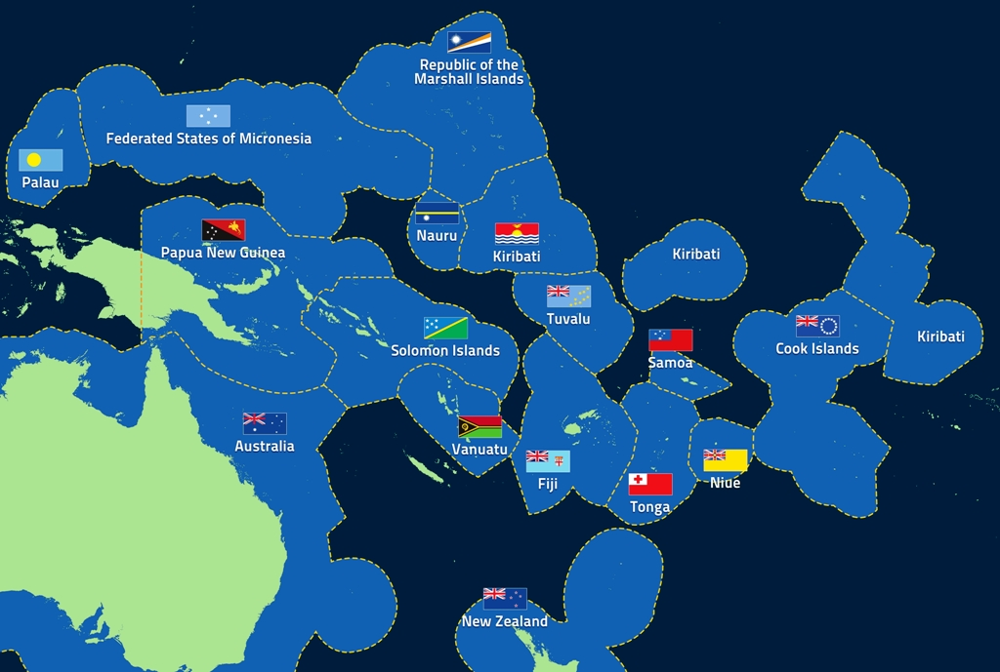 Republic of the
Marshall Islands
Federated States of Micronesia
Palau
Nauru
Kiribati
Papua New Guinea
Kiribati
Tuvalu
Solomon Islands
Samoa
Cook Islands
Kiribati
Australia
Vanuatu
Fiji
Tonga
Niue
New Zealand